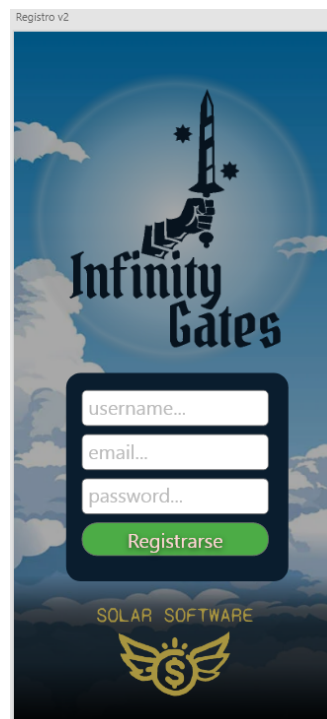 Registro v2
Infinity
Gates
username...
email...
password...
Registrarse
SOLAR SOFTWARE
$